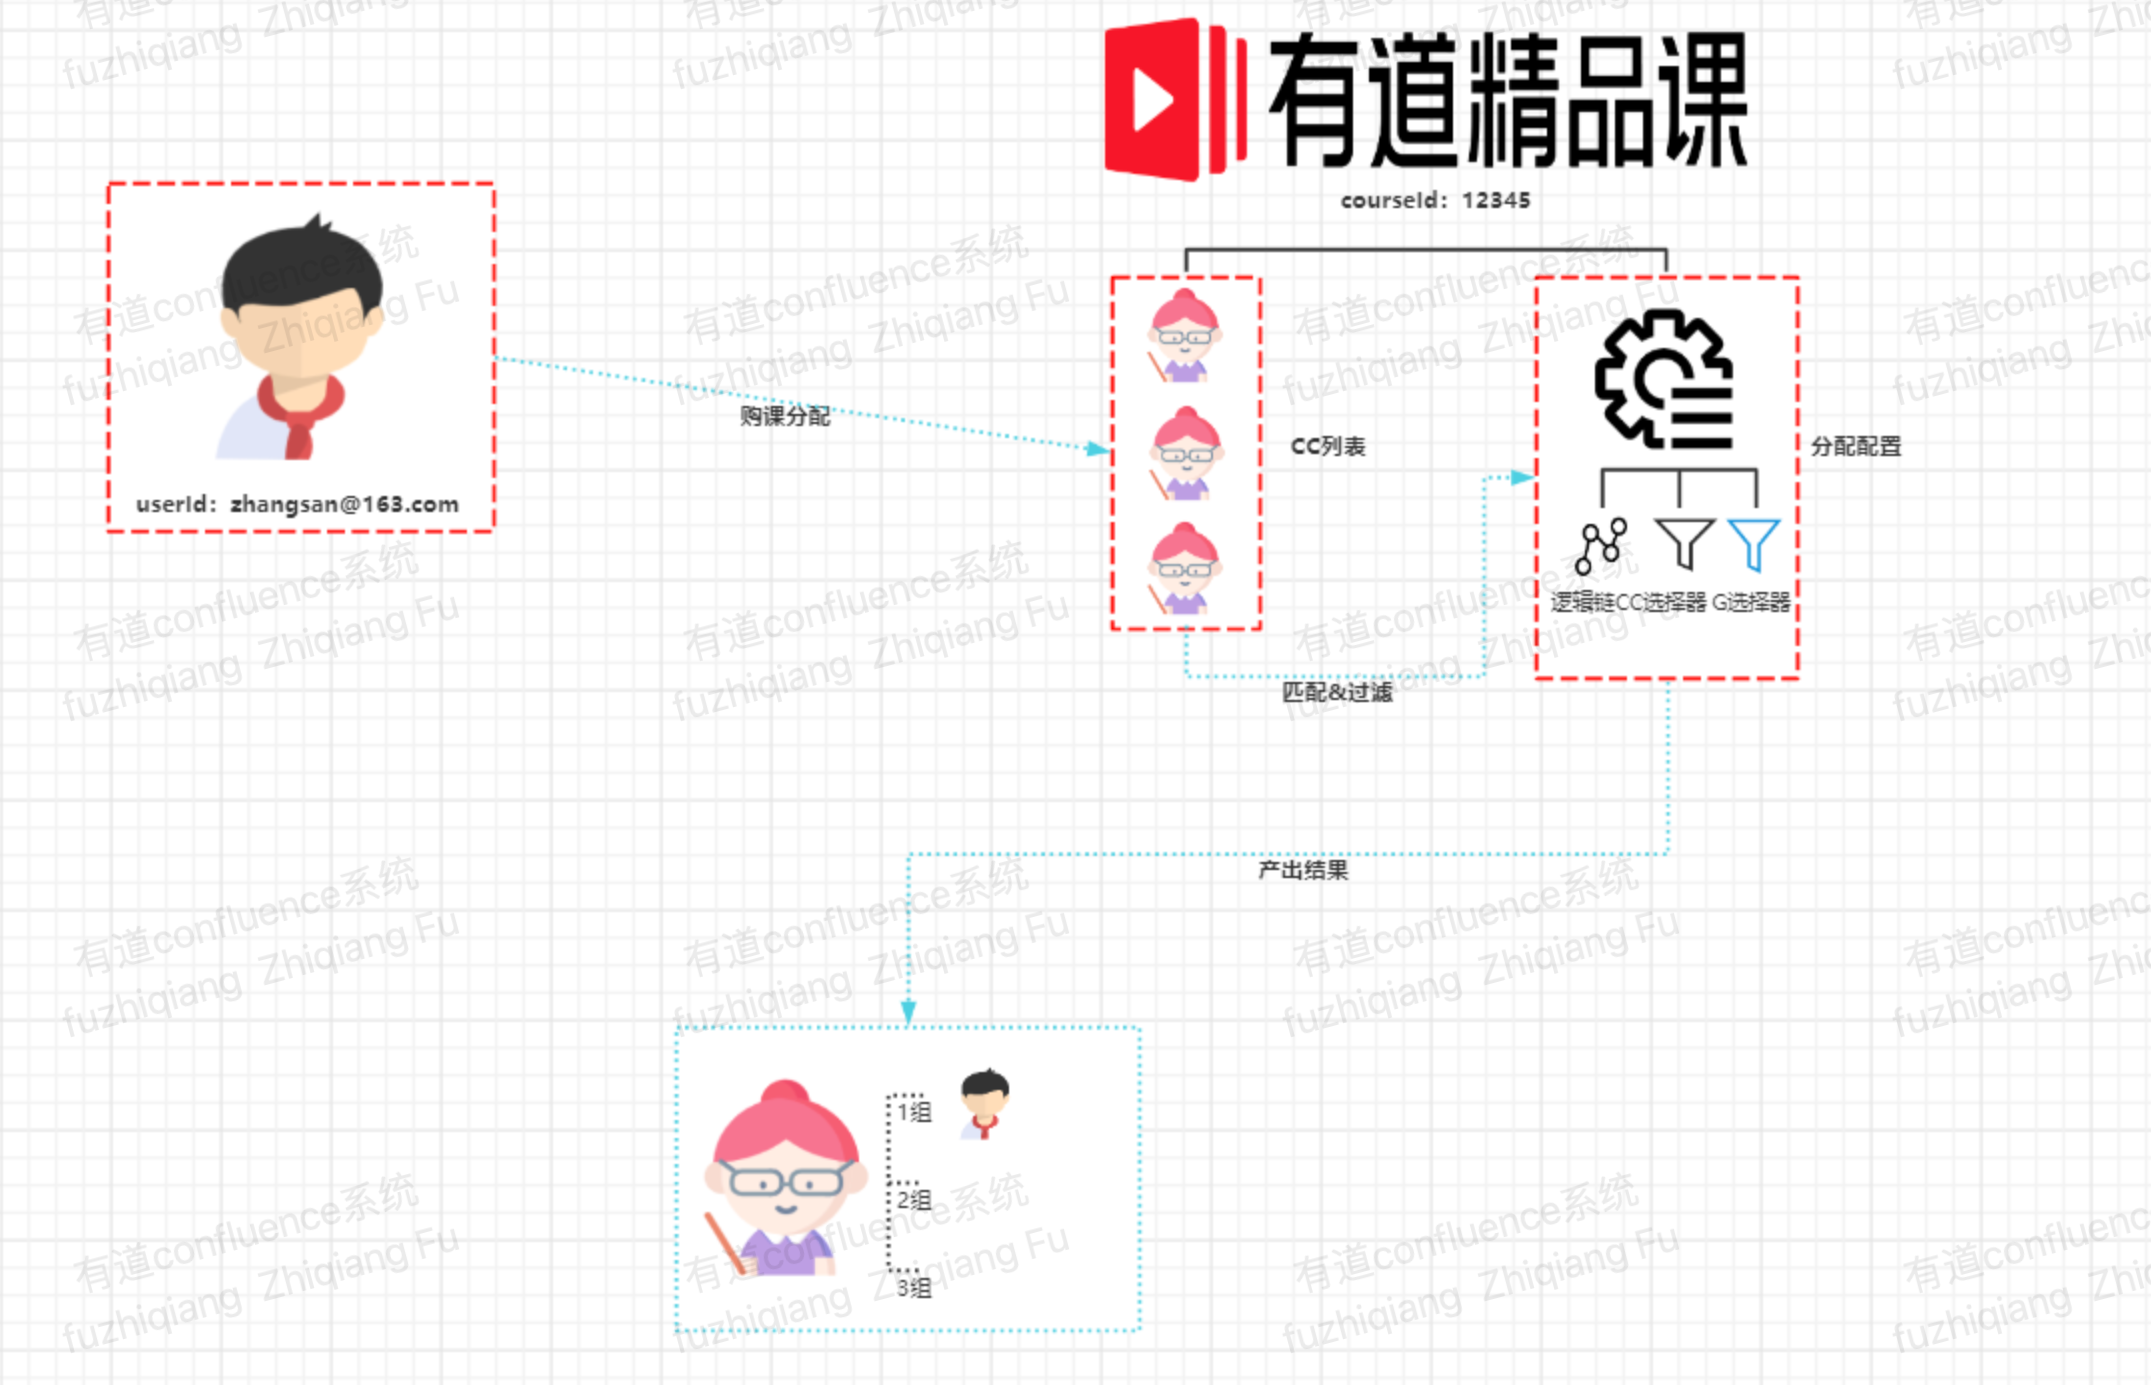 有道精品课
courseId：12345
userId：zhangsan@163.com
购课分配
CC列表
分配配置
逻辑链CC选择器 G选择器
匹配&过滤
产出结果
1组
2组
3组
有道confluence系统
fuzhiqiang Zhiqiang Fu